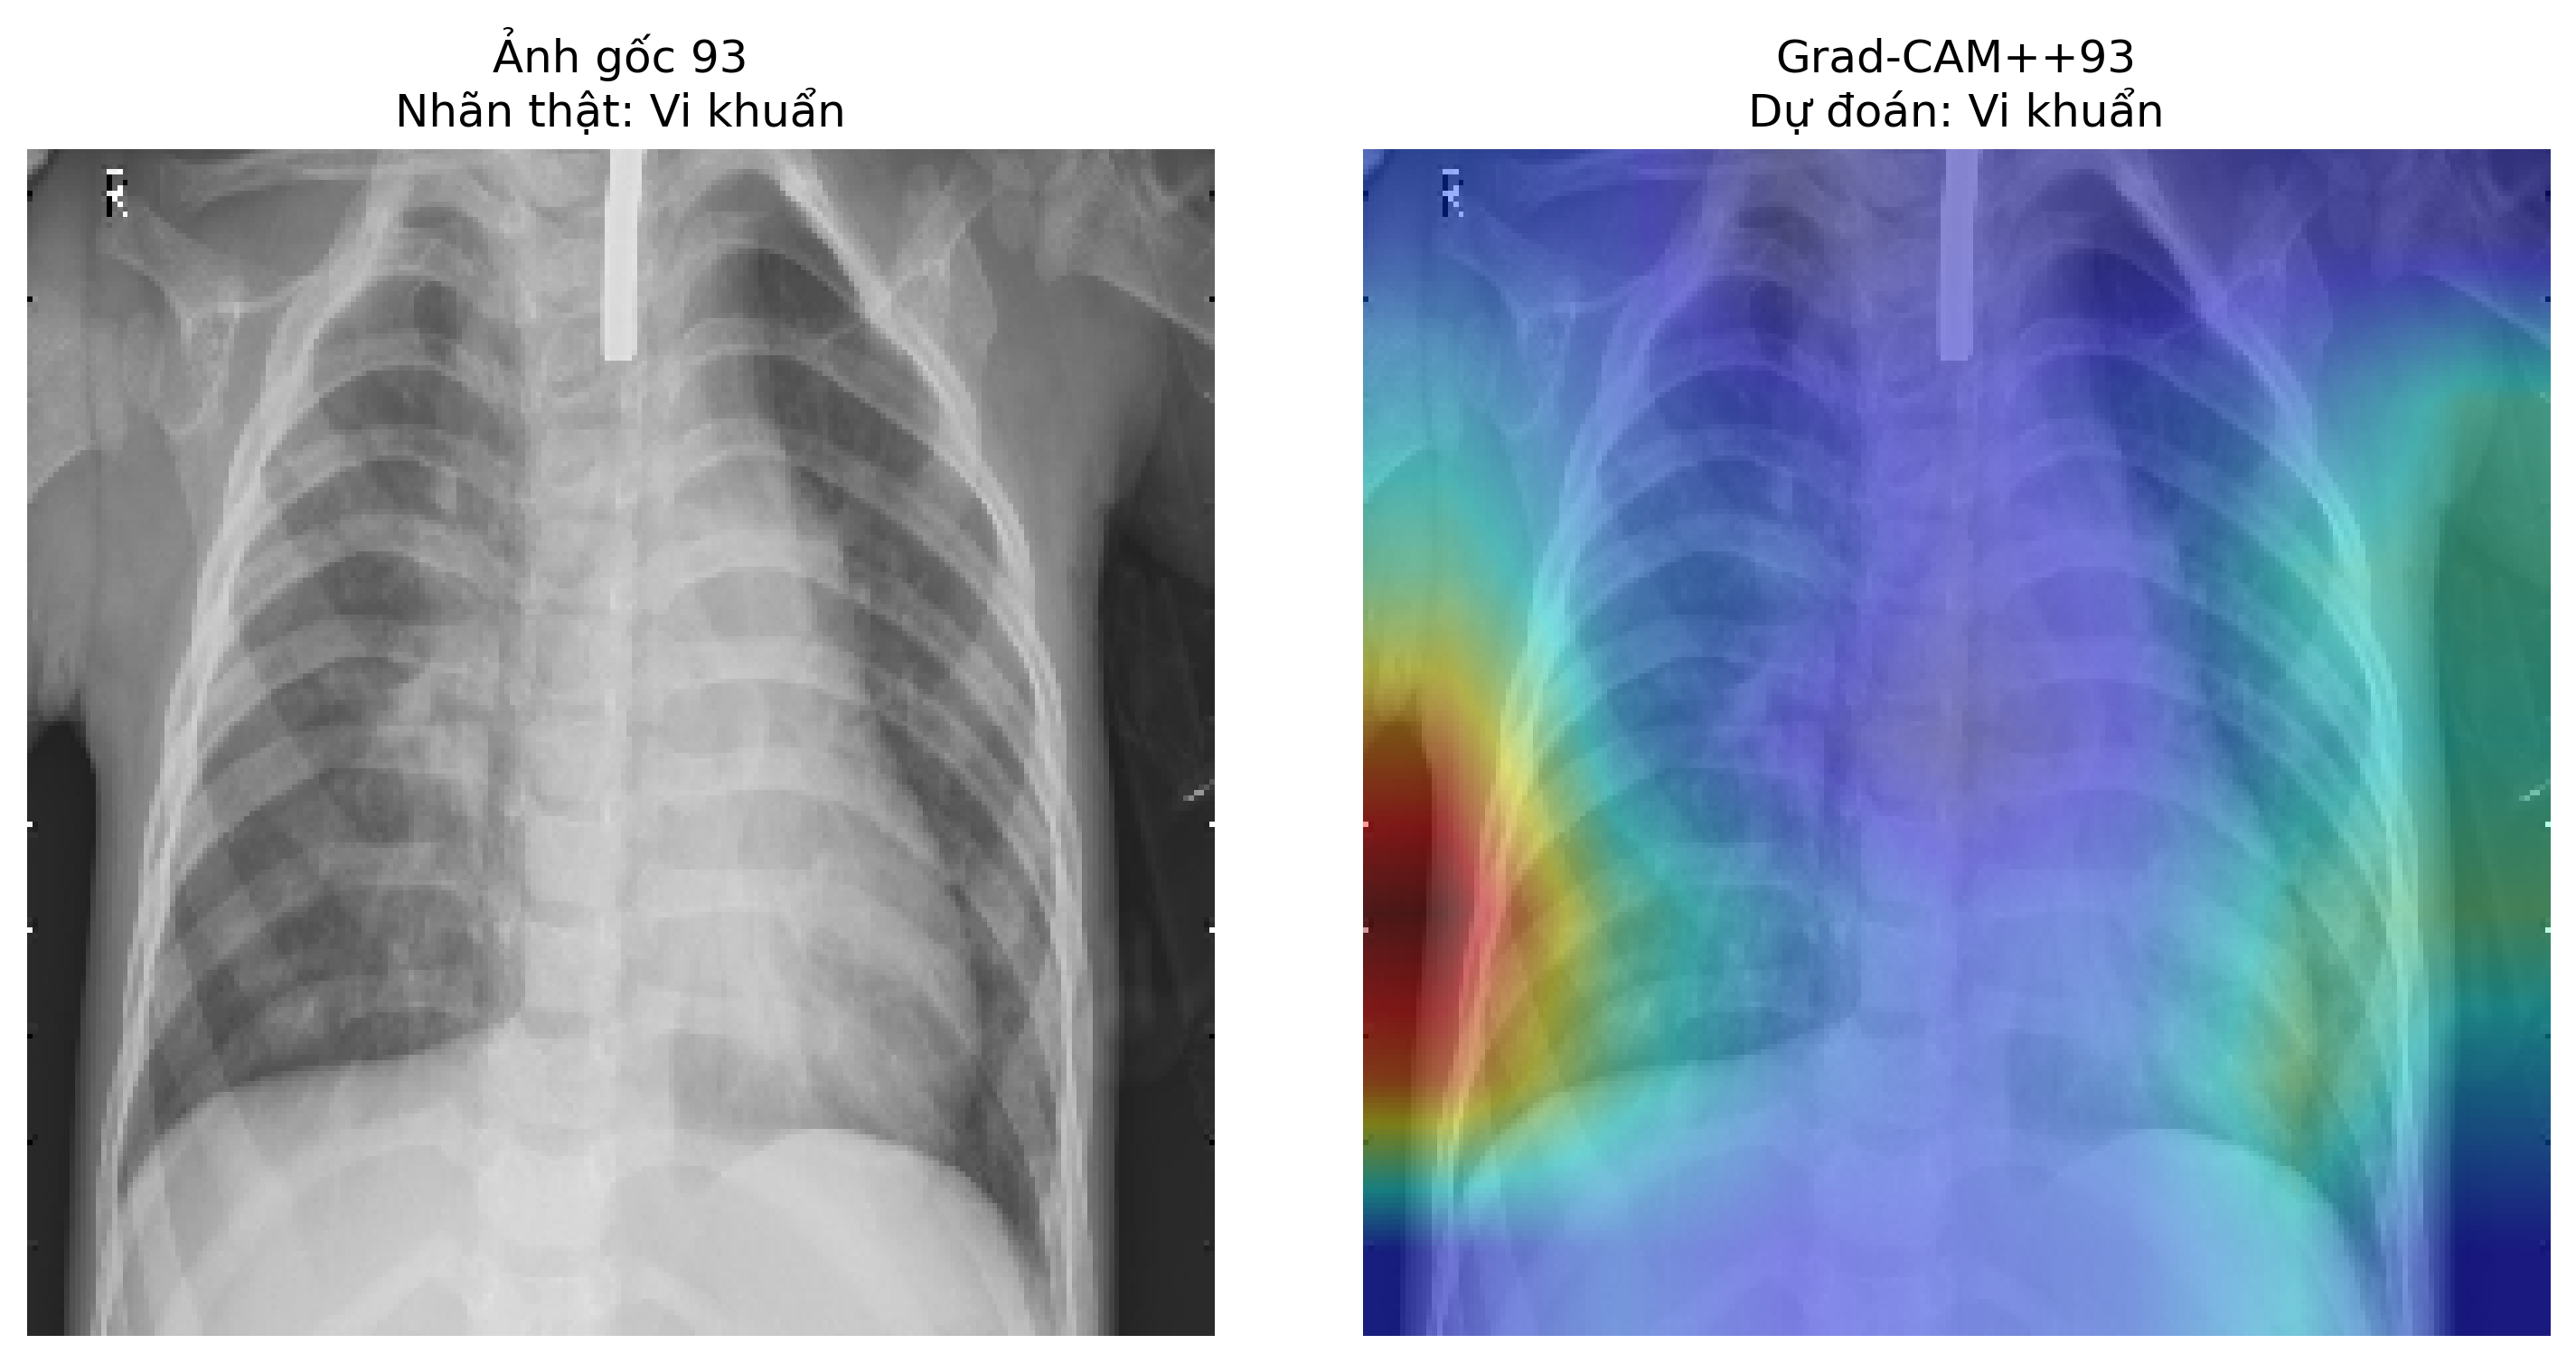 Ảnh gốc 93
Nhãn thật: Vi khuẩn
Grad-CAM++93
Dự đoán: Vi khuẩn
R